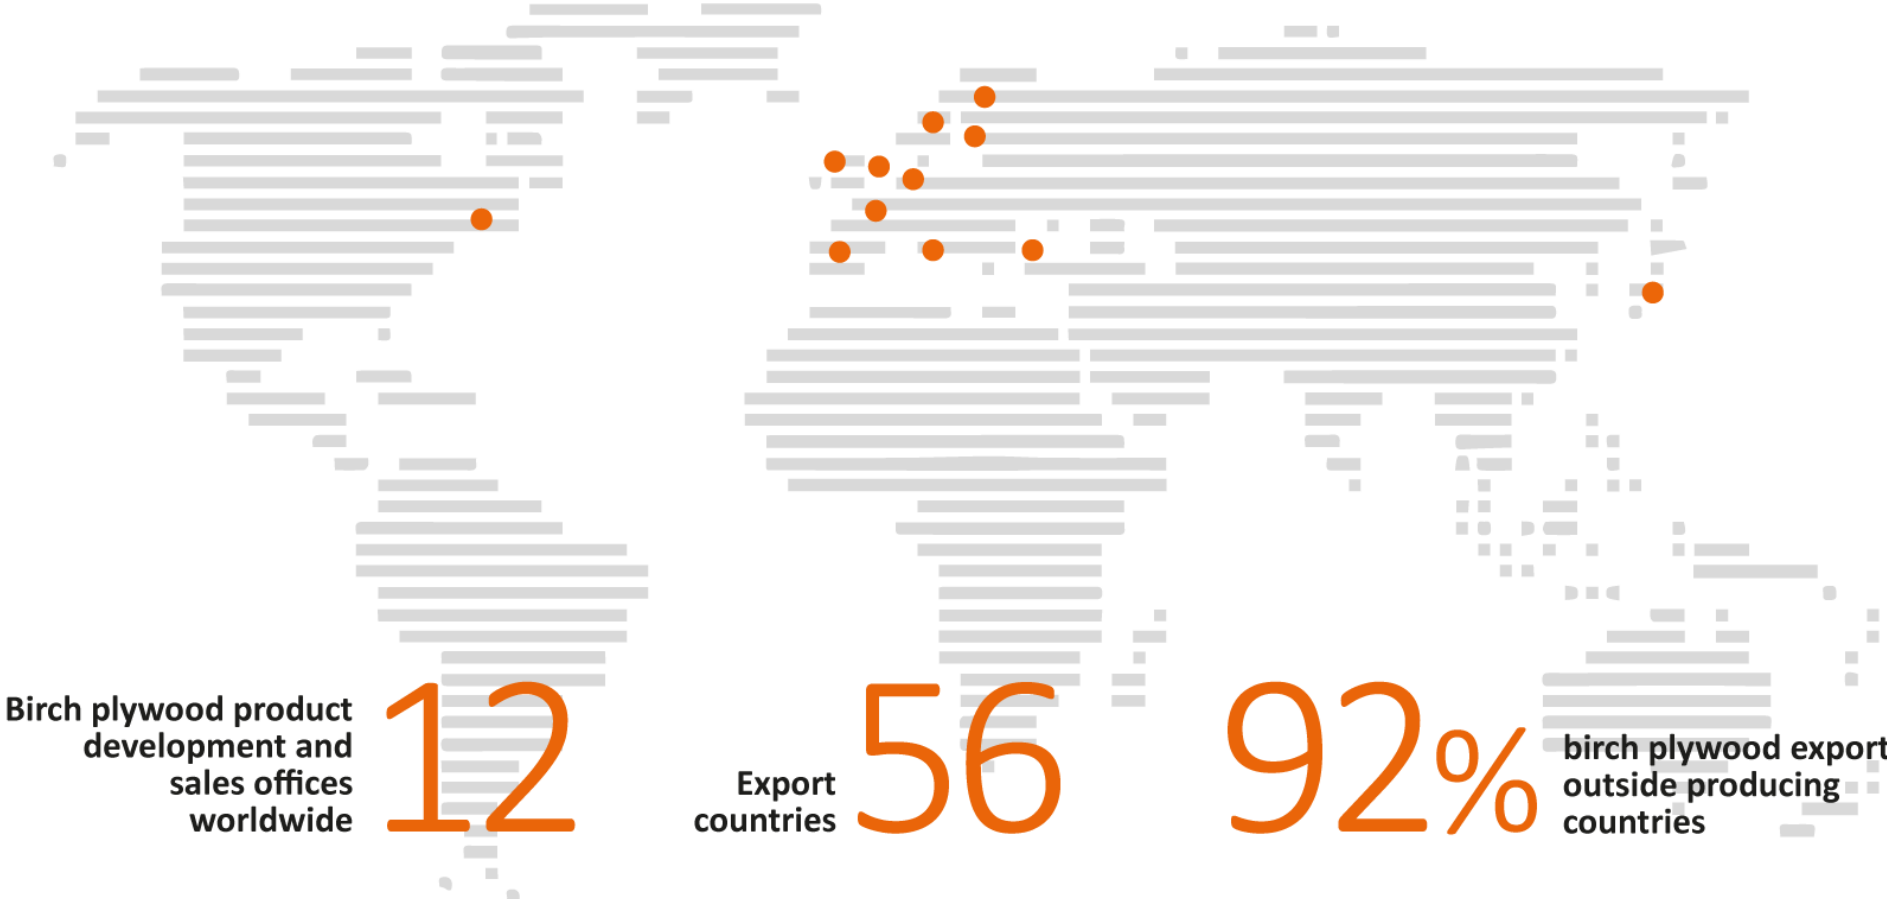 Birch plywood product
development and
sales offices
worldwide
12
Export
countries
56
92%
birch plywood export
outside producing
countries